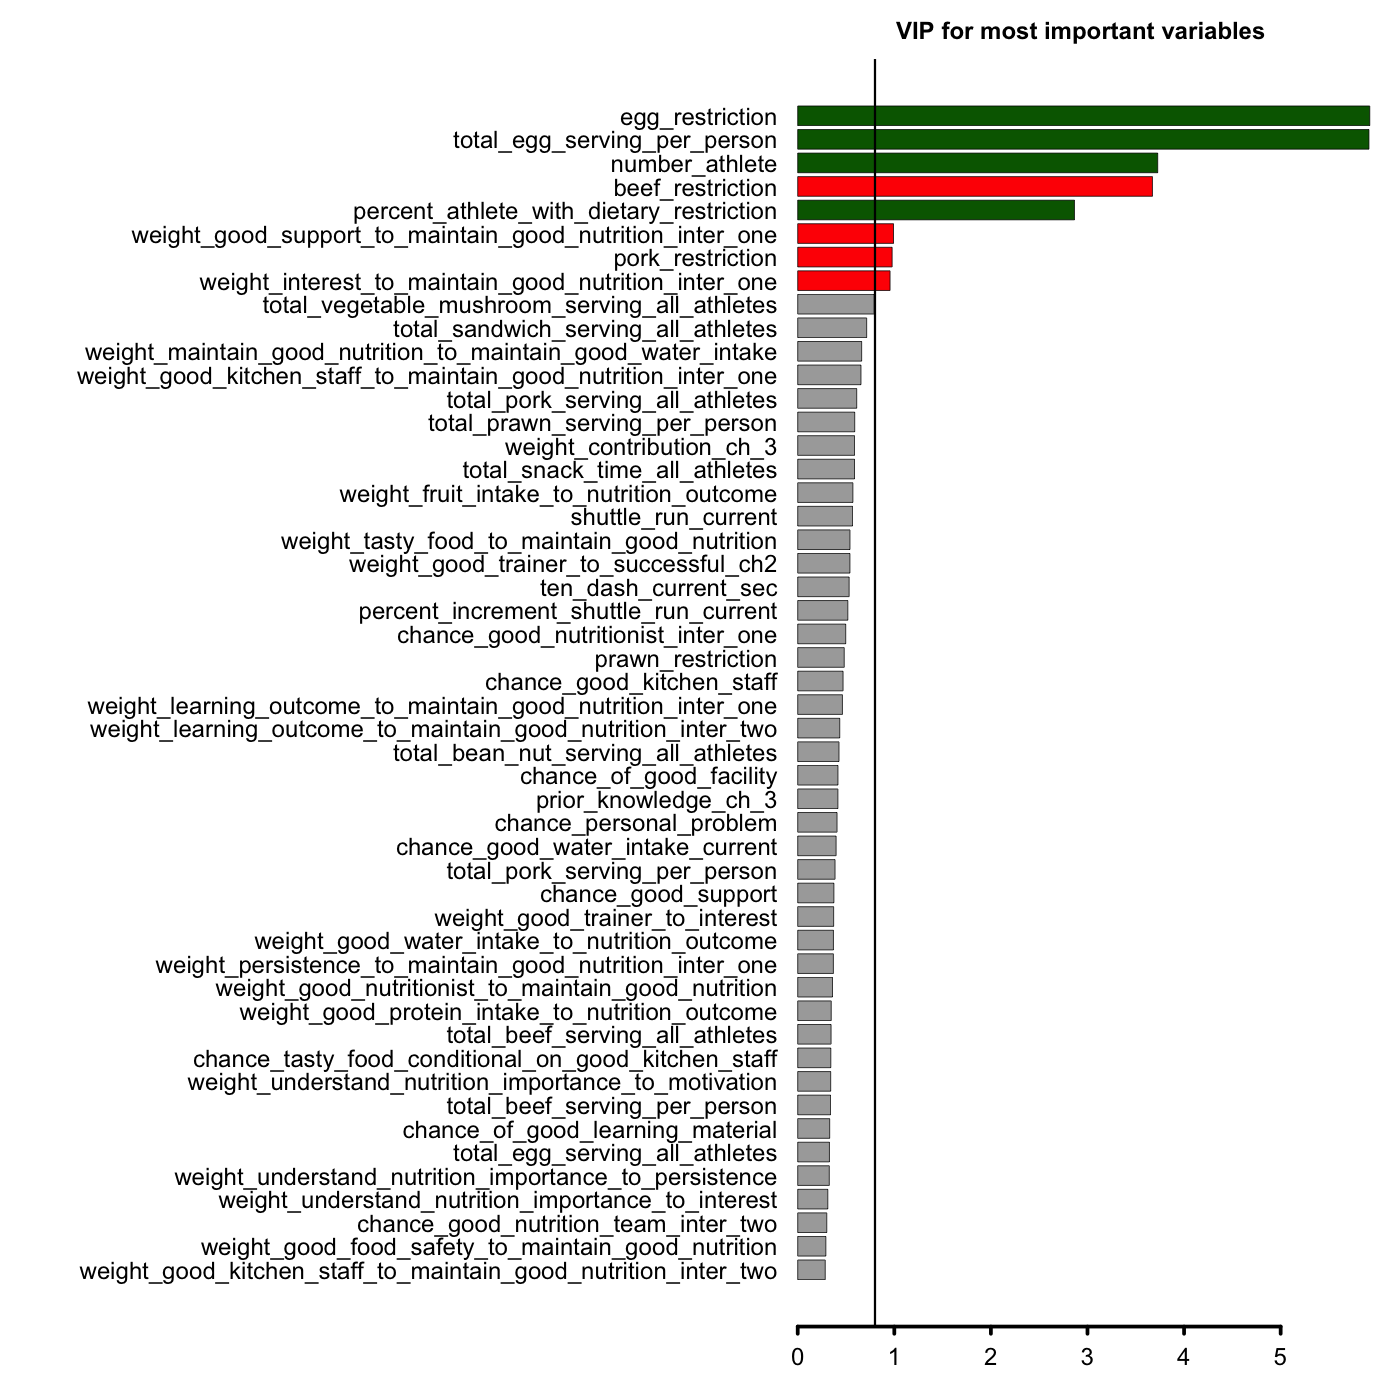 VIP for most important variables
egg_restriction
total_egg_serving_per_person
number_athlete
beef_restriction
percent_athlete_with_dietary_restriction
weight_good_support_to_maintain_good_nutrition_inter_one
pork_restriction
weight_interest_to_maintain_good_nutrition_inter_one
total_vegetable_mushroom_serving_all_athletes
total_sandwich_serving_all_athletes
weight_maintain_good_nutrition_to_maintain_good_water_intake
weight_good_kitchen_staff_to_maintain_good_nutrition_inter_one
total_pork_serving_all_athletes
total_prawn_serving_per_person
weight_contribution_ch_3
total_snack_time_all_athletes
weight_fruit_intake_to_nutrition_outcome
shuttle_run_current
weight_tasty_food_to_maintain_good_nutrition
weight_good_trainer_to_successful_ch2
ten_dash_current_sec
percent_increment_shuttle_run_current
chance_good_nutritionist_inter_one
prawn_restriction
chance_good_kitchen_staff
weight_learning_outcome_to_maintain_good_nutrition_inter_one
weight_learning_outcome_to_maintain_good_nutrition_inter_two
total_bean_nut_serving_all_athletes
chance_of_good_facility
prior_knowledge_ch_3
chance_personal_problem
chance_good_water_intake_current
total_pork_serving_per_person
chance_good_support
weight_good_trainer_to_interest
weight_good_water_intake_to_nutrition_outcome
weight_persistence_to_maintain_good_nutrition_inter_one
weight_good_nutritionist_to_maintain_good_nutrition
weight_good_protein_intake_to_nutrition_outcome
total_beef_serving_all_athletes
chance_tasty_food_conditional_on_good_kitchen_staff
weight_understand_nutrition_importance_to_motivation
total_beef_serving_per_person
chance_of_good_learning_material
total_egg_serving_all_athletes
weight_understand_nutrition_importance_to_persistence
weight_understand_nutrition_importance_to_interest
chance_good_nutrition_team_inter_two
weight_good_food_safety_to_maintain_good_nutrition
weight_good_kitchen_staff_to_maintain_good_nutrition_inter_two
0 1 2 3 4 5